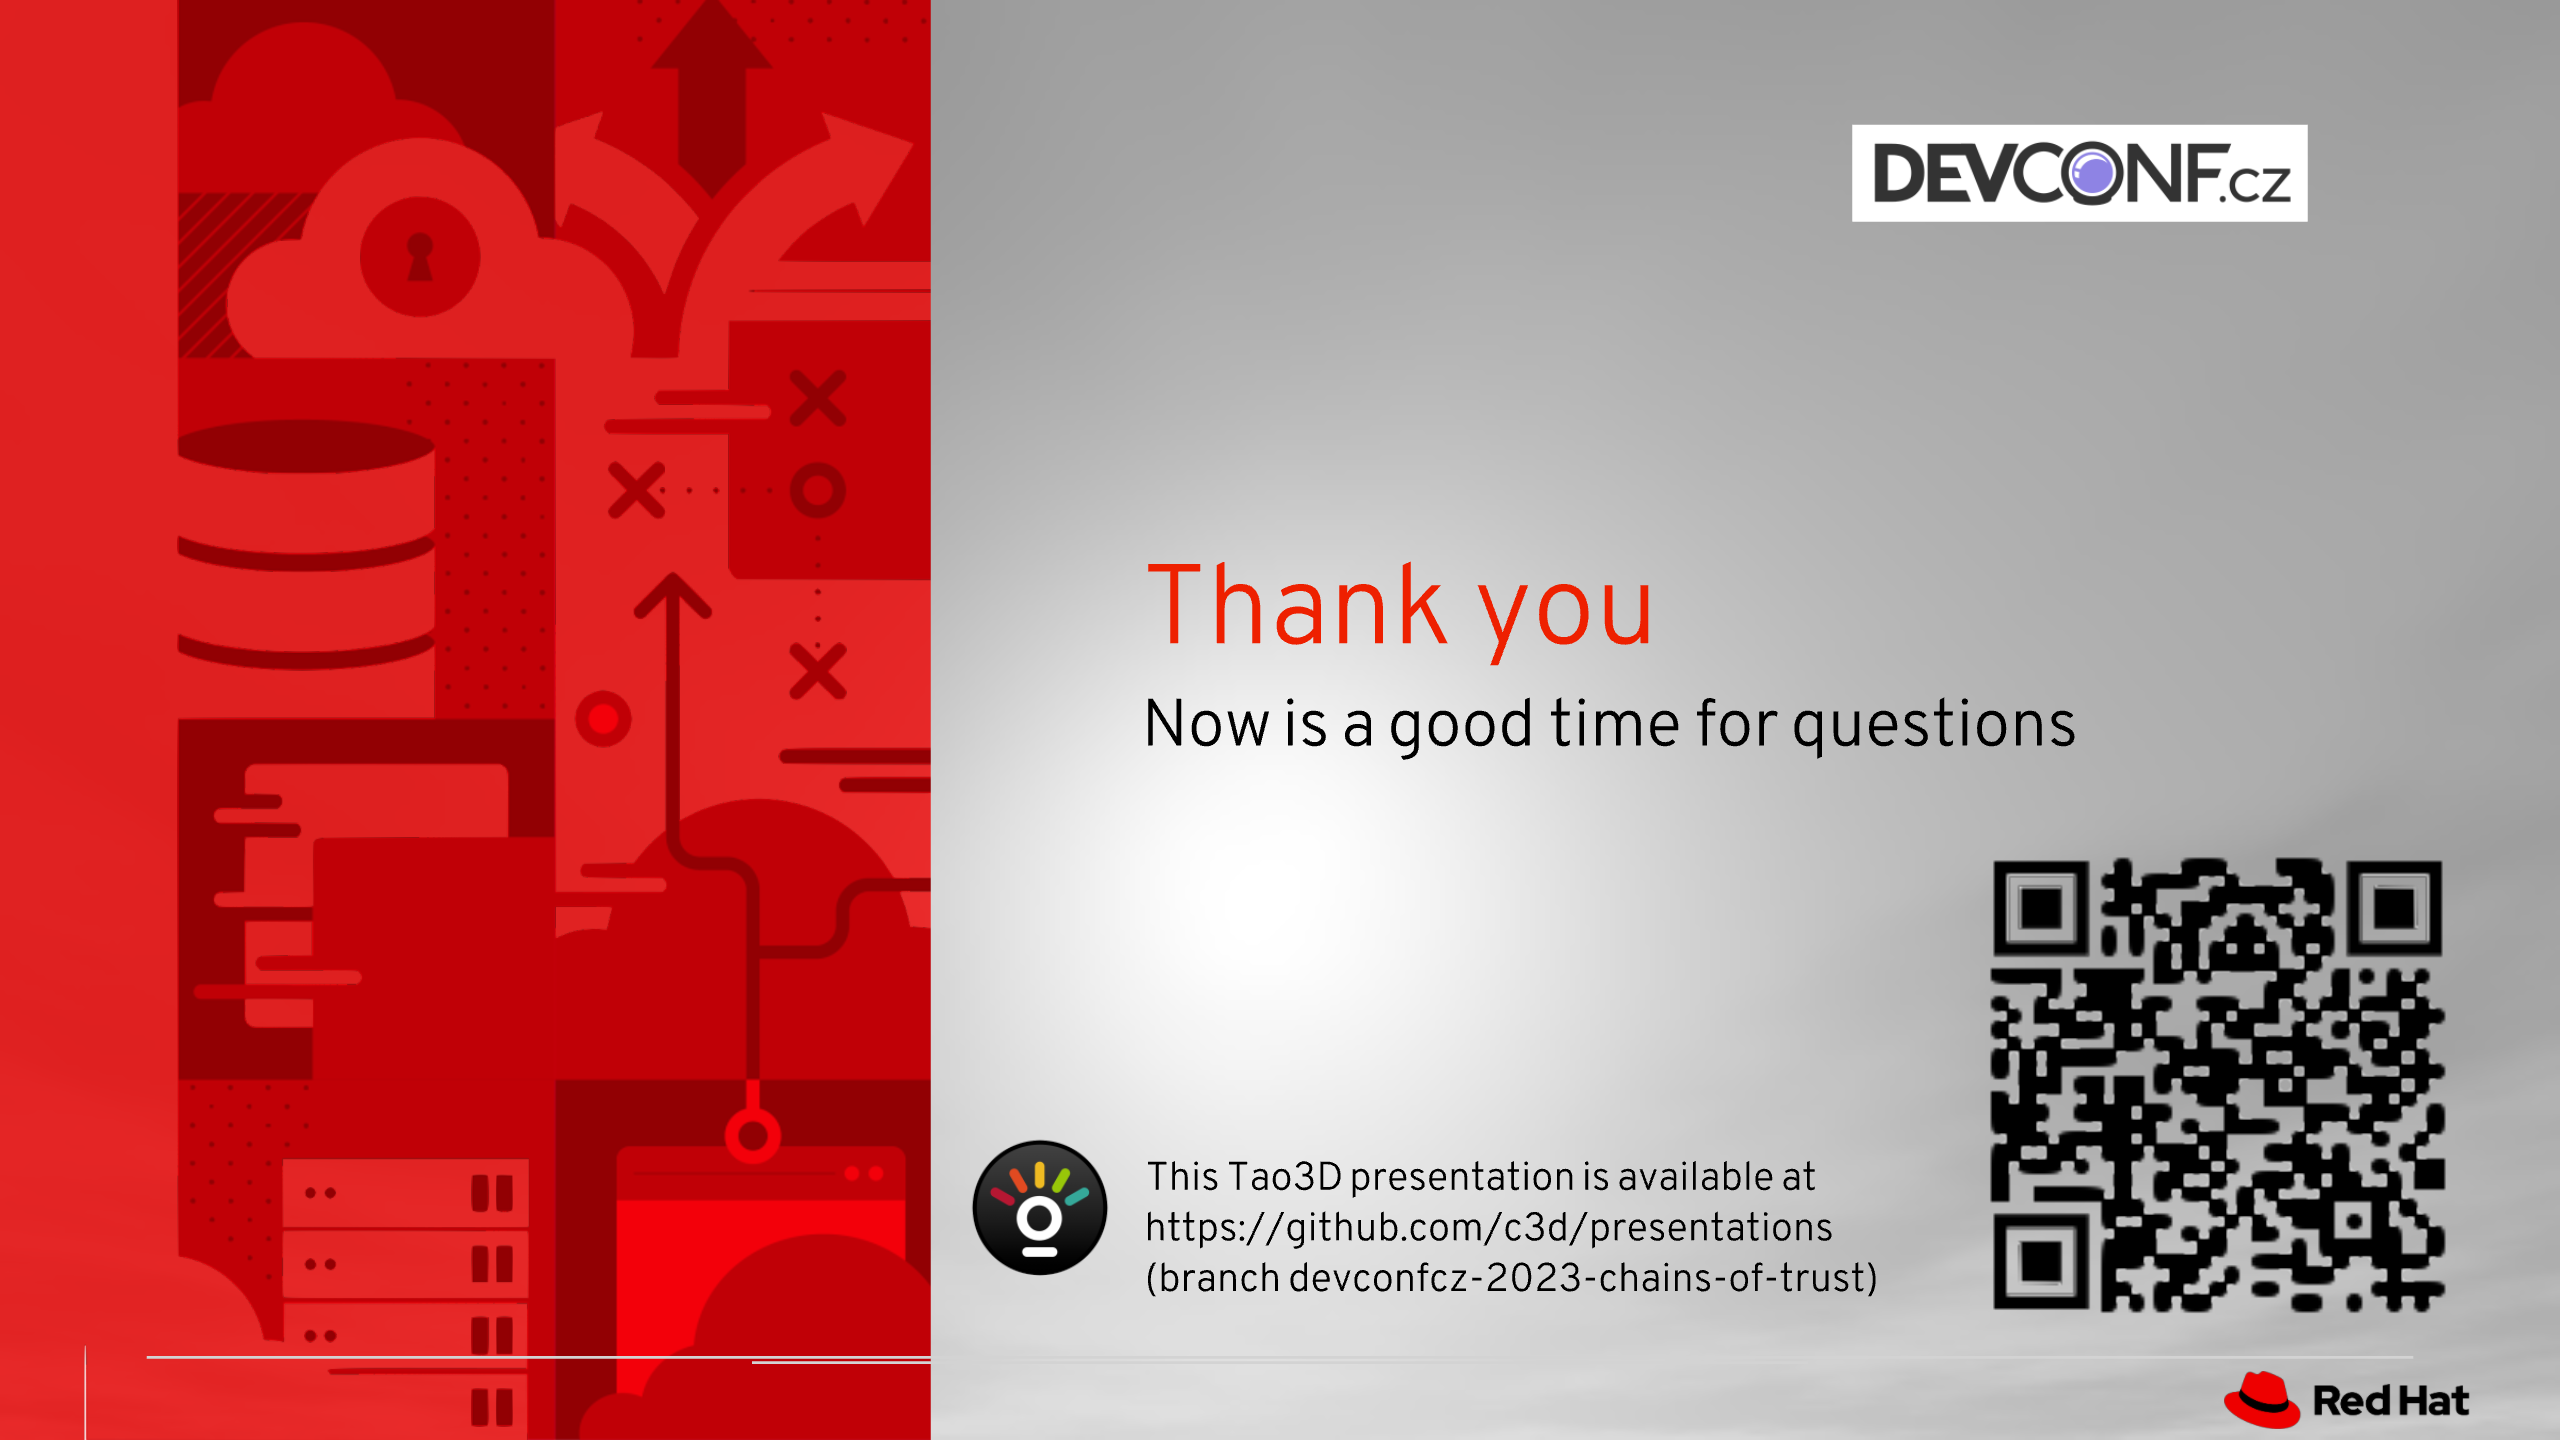 DEVCONF.CZ
Thank you
Now is a good time for questions
This Tao3D presentation is available at
https://github.com/c3d/presentations
(branch devconfcz-2023-chains-of-trust)
Red Hat